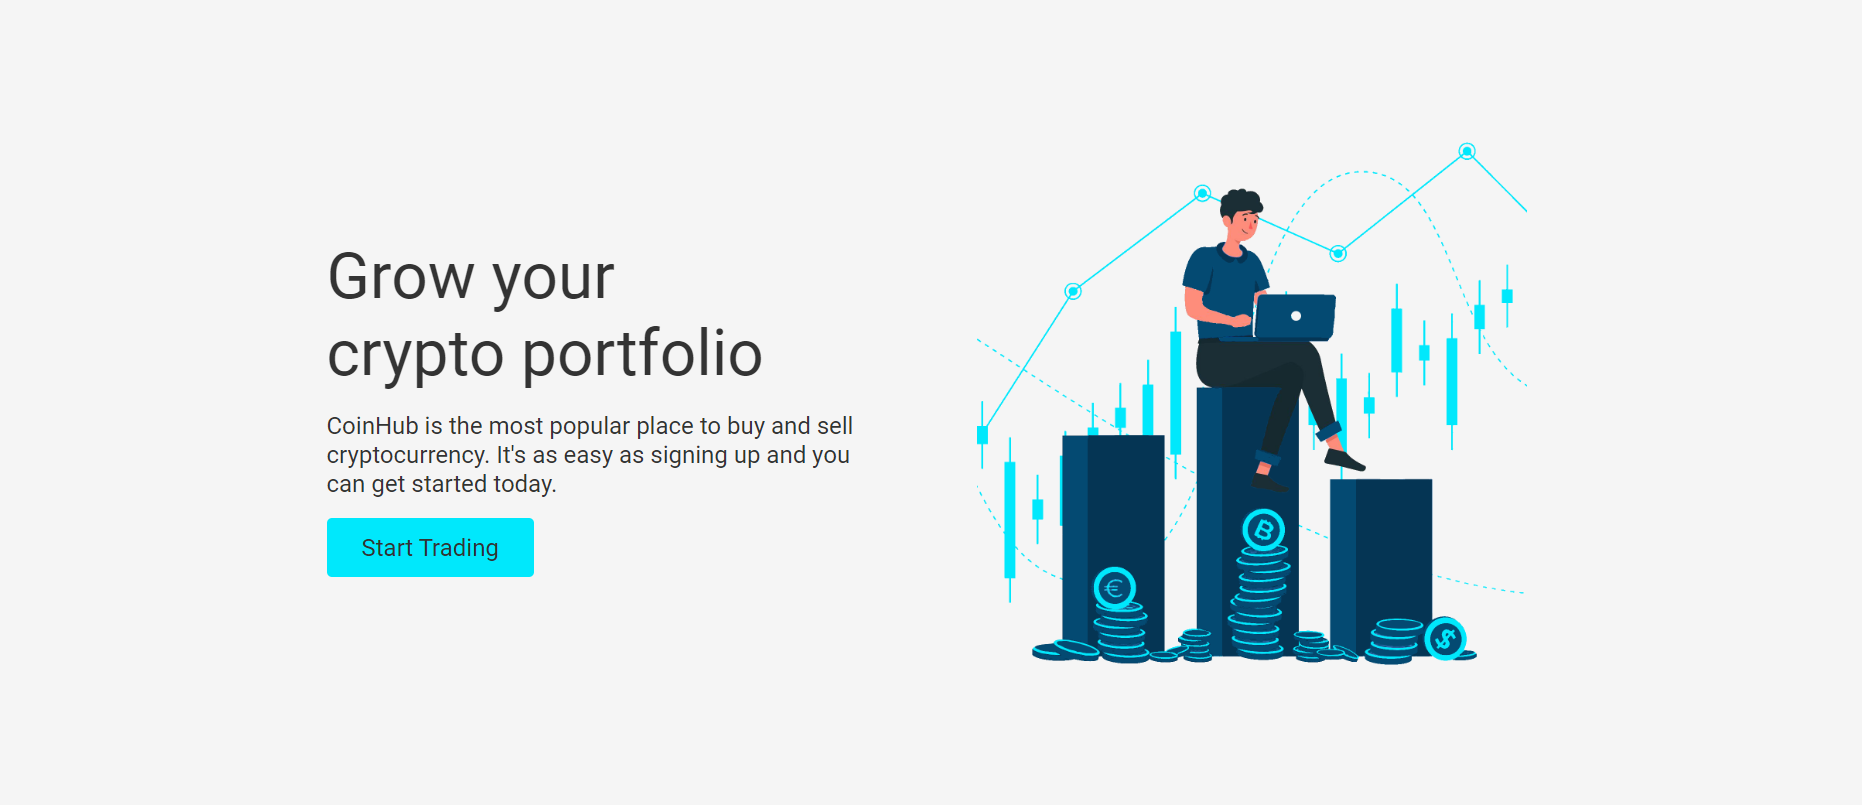 Grow your
crypto portfolio
CoinHub is the most popular place to buy and sell
cryptocurrency. It's as easy as signing up and you
can get started today.
Start Trading
€
B
$